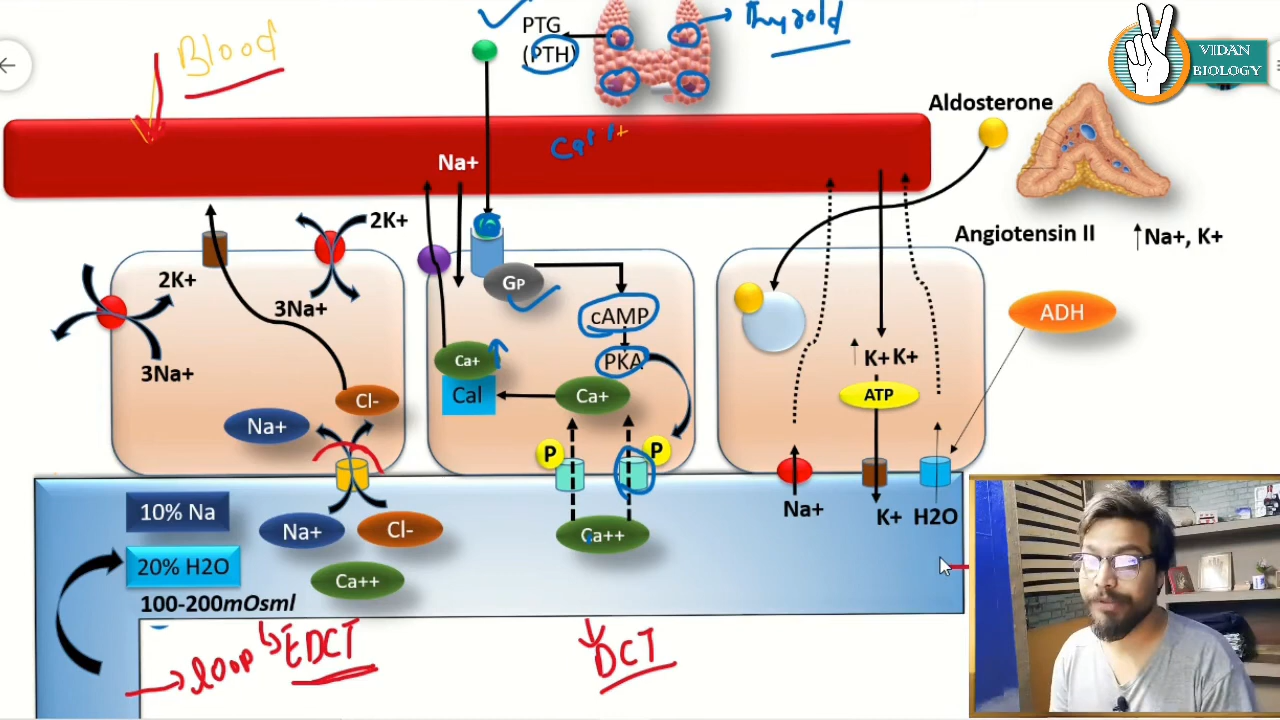 PTG
(PTH)
Thyroid
VIDAN
BIOLOGY
Blood
Aldosterone
Ca++
Na+
Angiotensin II
↑Na+, K+
2K+
2K+
3Na+
3Na+
GP
cAMP
PKA
ADH
Ca+
Cal
Ca+
↑ K+ K+
ATP
Cl-
Na+
P
P
10% Na
Na+
Cl-
Ca++
Na+
K+
H2O
20% H2O
Ca++
100-200mOsml
loop
EDCT
DCT